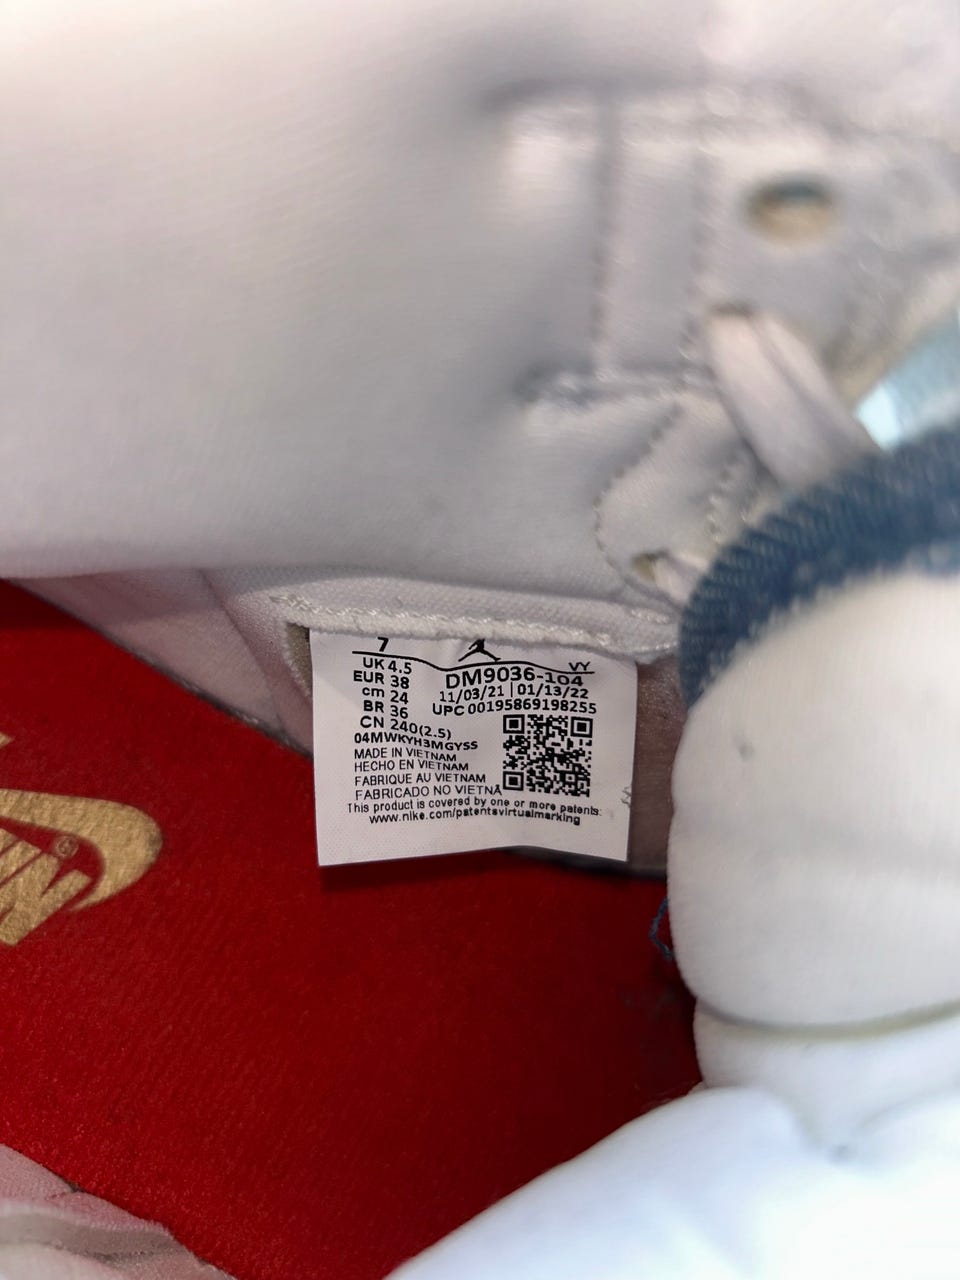 7
VY
UK 4.5
EUR 38
cm 24
BR 36
CN 240(2.5)
DM9036-104
11/03/21 | 01/13/22
UPC 00195869198255
04MWKYH3MGYSS
MADE IN VIETNAM
HECHO EN VIETNAM
FABRIQUE AU VIETNAM
FABRICADO NO VIETNÃ
This product is covered by one or more patents:
www.nike.com/patentsvirtualmarking